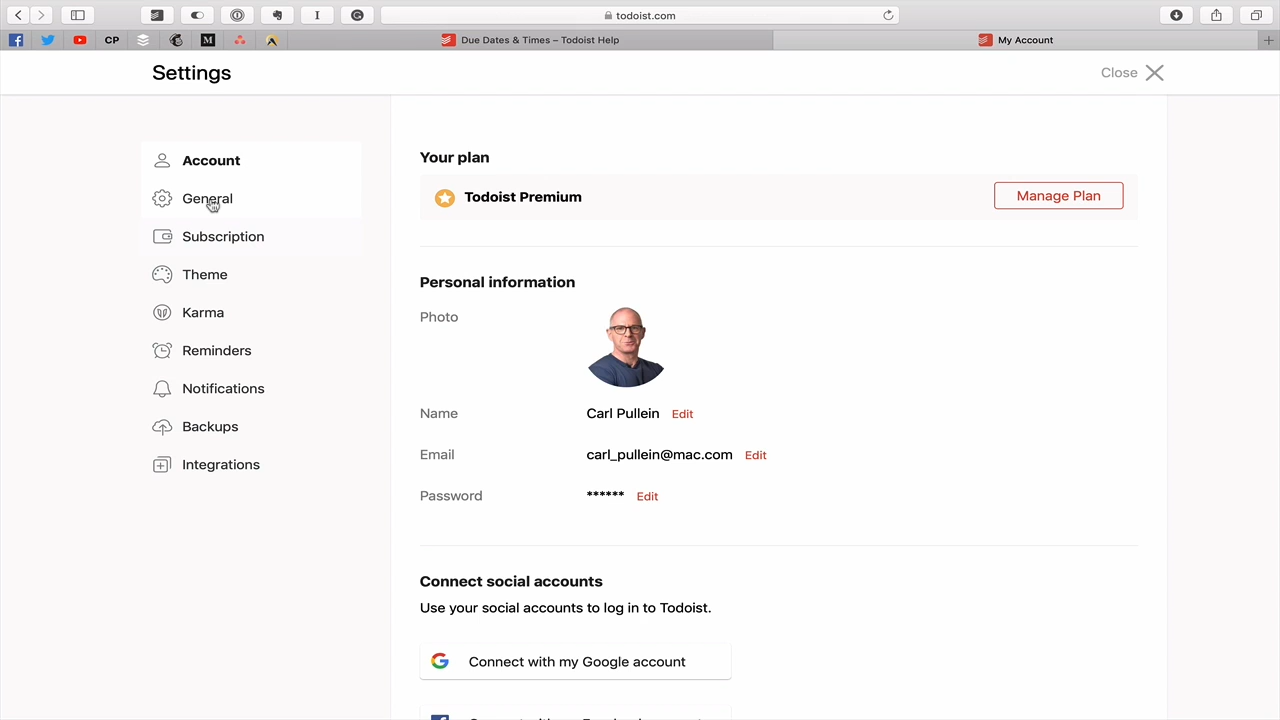 todoist.com
CP
Due Dates & Times – Todoist Help
My Account
Settings
Close
Account
General
Subscription
Theme
Karma
Reminders
Notifications
Backups
Integrations
Your plan
Todoist Premium
Manage Plan
Personal information
Photo
Name
Carl Pullein
Edit
Email
carl_pullein@mac.com
Edit
Password
******
Edit
Connect social accounts
Use your social accounts to log in to Todoist.
Connect with my Google account